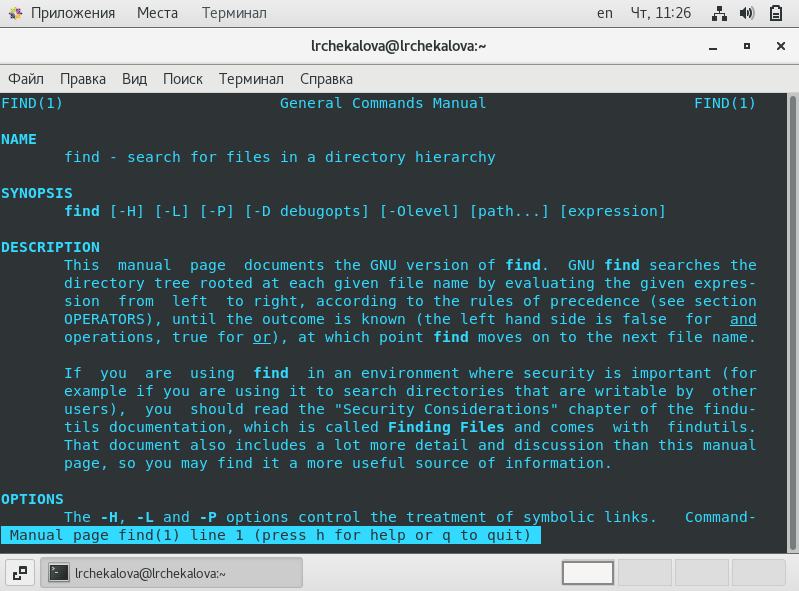 Приложения Места Терминал en Чт, 11:26
lrchekalova@lrchekalova:~
Файл Правка Вид Поиск Терминал Справка
FIND(1) General Commands Manual FIND(1)
NAME
find - search for files in a directory hierarchy
SYNOPSIS
find [-H] [-L] [-P] [-D debugopts] [-Olevel] [path...] [expression]
DESCRIPTION
This manual page documents the GNU version of find. GNU find searches the
directory tree rooted at each given file name by evaluating the given expres-
sion from left to right, according to the rules of precedence (see section
OPERATORS), until the outcome is known (the left hand side is false for and
operations, true for or), at which point find moves on to the next file name.
If you are using find in an environment where security is important (for
example if you are using it to search directories that are writable by other
users), you should read the "Security Considerations" chapter of the findu-
tils documentation, which is called Finding Files and comes with findutils.
That document also includes a lot more detail and discussion than this manual
page, so you may find it a more useful source of information.
OPTIONS
The -H, -L and -P options control the treatment of symbolic links. Command-
Manual page find(1) line 1 (press h for help or q to quit)
lrchekalova@lrchekalova:~